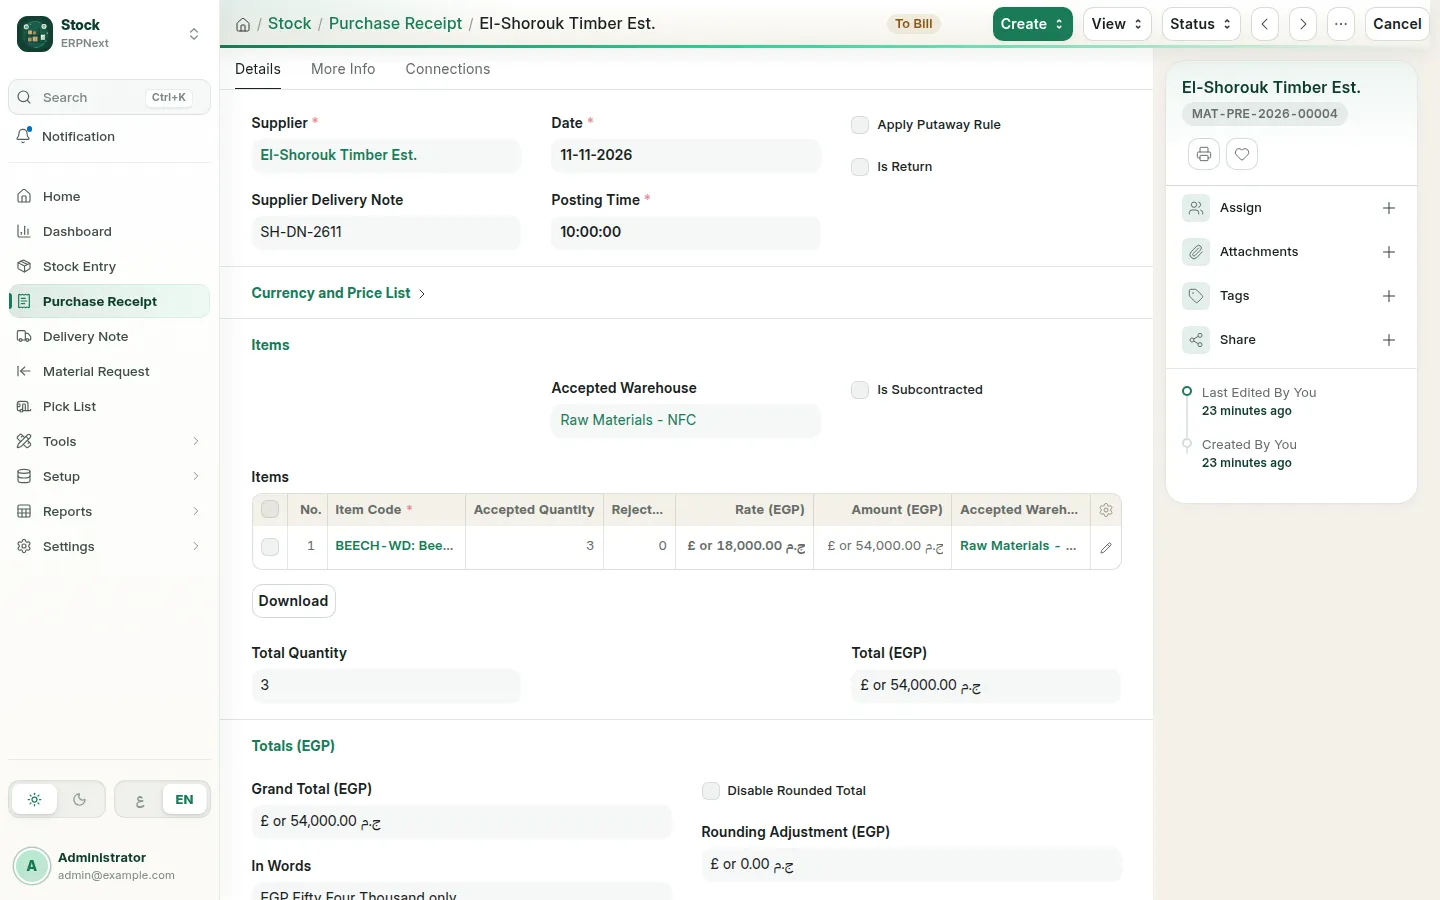 Stock
ERPNext
Search
Ctrl+K
Notification
Home
Dashboard
Stock Entry
Purchase Receipt
Delivery Note
Material Request
Pick List
Tools
Setup
Reports
Settings
ع
EN
A
Administrator
admin@example.com
/ Stock / Purchase Receipt / El-Shorouk Timber Est.
To Bill
Create
View
Status
Cancel
Details
More Info
Connections
Supplier *
El-Shorouk Timber Est.
Date *
11-11-2026
Apply Putaway Rule
Is Return
Supplier Delivery Note
SH-DN-2611
Posting Time *
10:00:00
Currency and Price List
Items
Accepted Warehouse
Raw Materials - NFC
Is Subcontracted
Items
No. Item Code * Accepted Quantity Reject... Rate (EGP) Amount (EGP) Accepted Wareh...
1 BEECH-WD: Bee... 3 0 £ or 18,000.00 ج.م £ or 54,000.00 ج.م Raw Materials - ...
Download
Total Quantity
3
Total (EGP)
£ or 54,000.00 ج.م
Totals (EGP)
Grand Total (EGP)
£ or 54,000.00 ج.م
Disable Rounded Total
Rounding Adjustment (EGP)
£ or 0.00 ج.م
In Words
EGP Fifty Four Thousand only.
El-Shorouk Timber Est.
MAT-PRE-2026-00004
Assign
Attachments
Tags
Share
Last Edited By You
23 minutes ago
Created By You
23 minutes ago